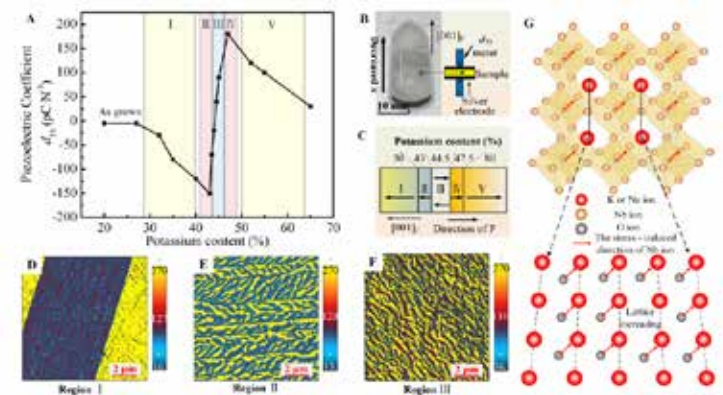 A
Piezoelectric Coefficient
d33 (pC·N-1)
200
150
100
50
0
-50
-100
-150
-200
I
II
III
IV
V
As grown
20
30
40
50
60
70
Potassium content (%)
B
[001]
d33
meter
Sample
Silver
electrode
10 mm
C
Potassium content (%)
I
II
III
IV
V
[001]
Direction of P
D
270
2 μm
Region I
E
270
2 μm
Region II
F
270
2 μm
Region III
G
K or Na ion
Nb ion
O ion
The stress-induced
direction of Nb ion
Lattice